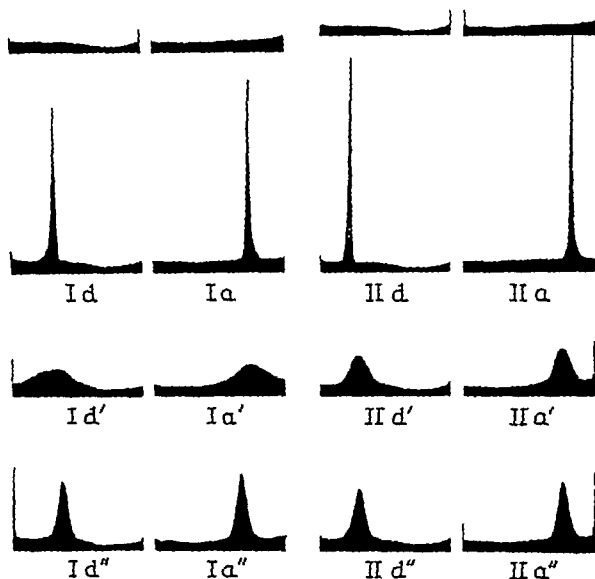 I d I a II d II a
I d′ I a′ II d′ II a′
I d″ I a″ II d″ II a″